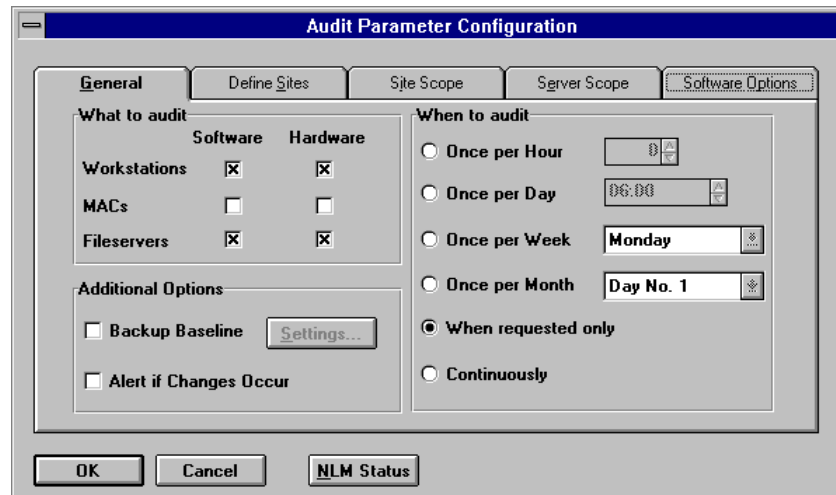 Audit Parameter Configuration
General
Define Sites
Site Scope
Server Scope
Software Options
What to audit
Software Hardware
Workstations
MACs
Fileservers
Additional Options
Backup Baseline
Settings...
Alert if Changes Occur
When to audit
Once per Hour 0
Once per Day 06:00
Once per Week Monday
Once per Month Day No. 1
When requested only
Continuously
OK
Cancel
NLM Status